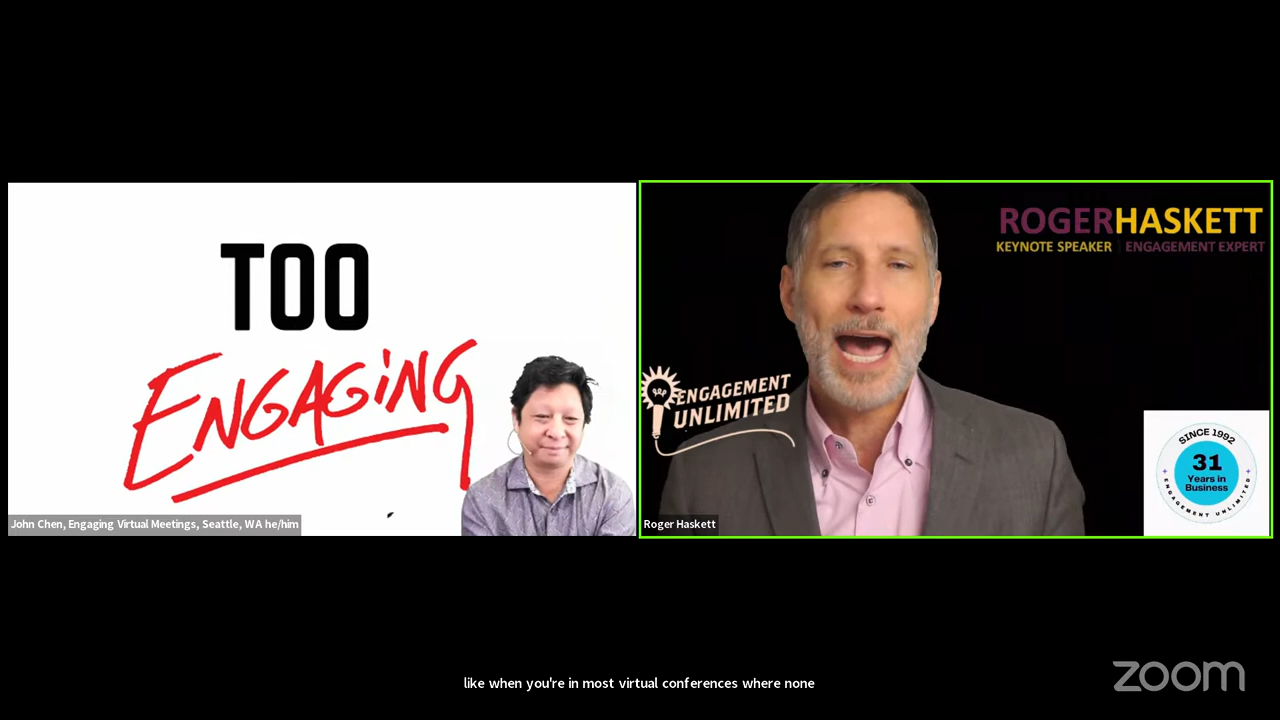 TOO
ENGAGiNG
John Chen, Engaging Virtual Meetings, Seattle, WA he/him
ROGERHASKETT
KEYNOTE SPEAKER | ENGAGEMENT EXPERT
ENGAGEMENT
UNLIMITED
SINCE 1992
31
Years in
Business
ENGAGEMENT UNLIMITED
Roger Haskett
like when you're in most virtual conferences where none
zoom